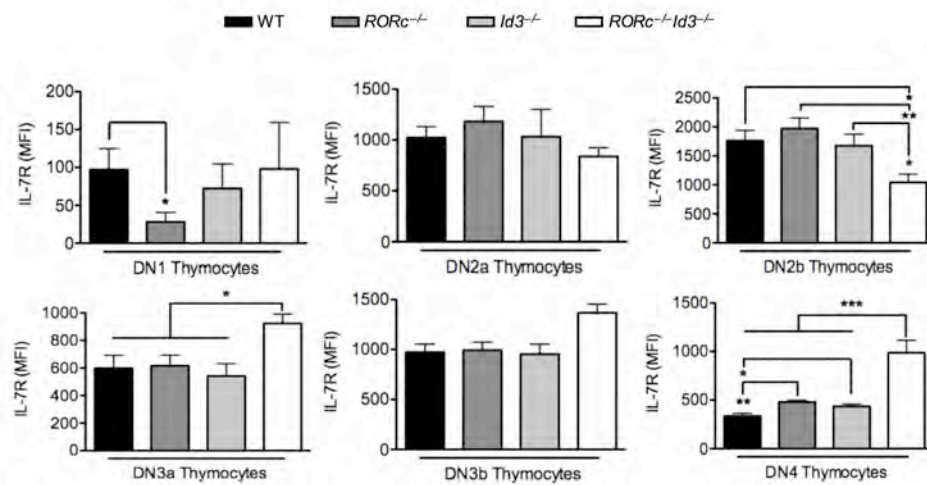 WT RORc–/– Id3–/– RORc–/–Id3–/–
IL-7R (MFI)
200
150
100
50
0
*
DN1 Thymocytes
IL-7R (MFI)
1500
1000
500
0
DN2a Thymocytes
IL-7R (MFI)
2500
2000
1500
1000
500
0
*
**
*
DN2b Thymocytes
IL-7R (MFI)
1000
800
600
400
200
0
*
DN3a Thymocytes
IL-7R (MFI)
1500
1000
500
0
DN3b Thymocytes
IL-7R (MFI)
1500
1000
500
0
***
*
**
DN4 Thymocytes